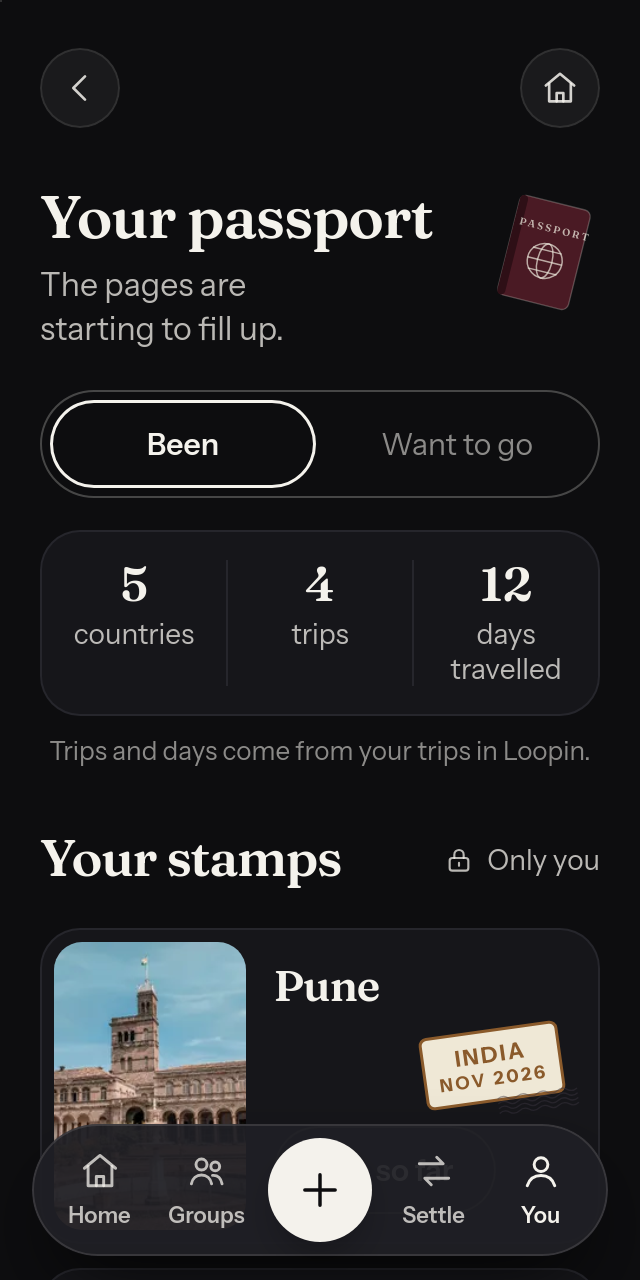 Your passport
PASSPORT
The pages are
starting to fill up.
Been
Want to go
5
countries
4
trips
12
days
travelled
Trips and days come from your trips in Loopin.
Your stamps
Only you
Pune
INDIA
NOV 2026
so far
Home
Groups
Settle
You